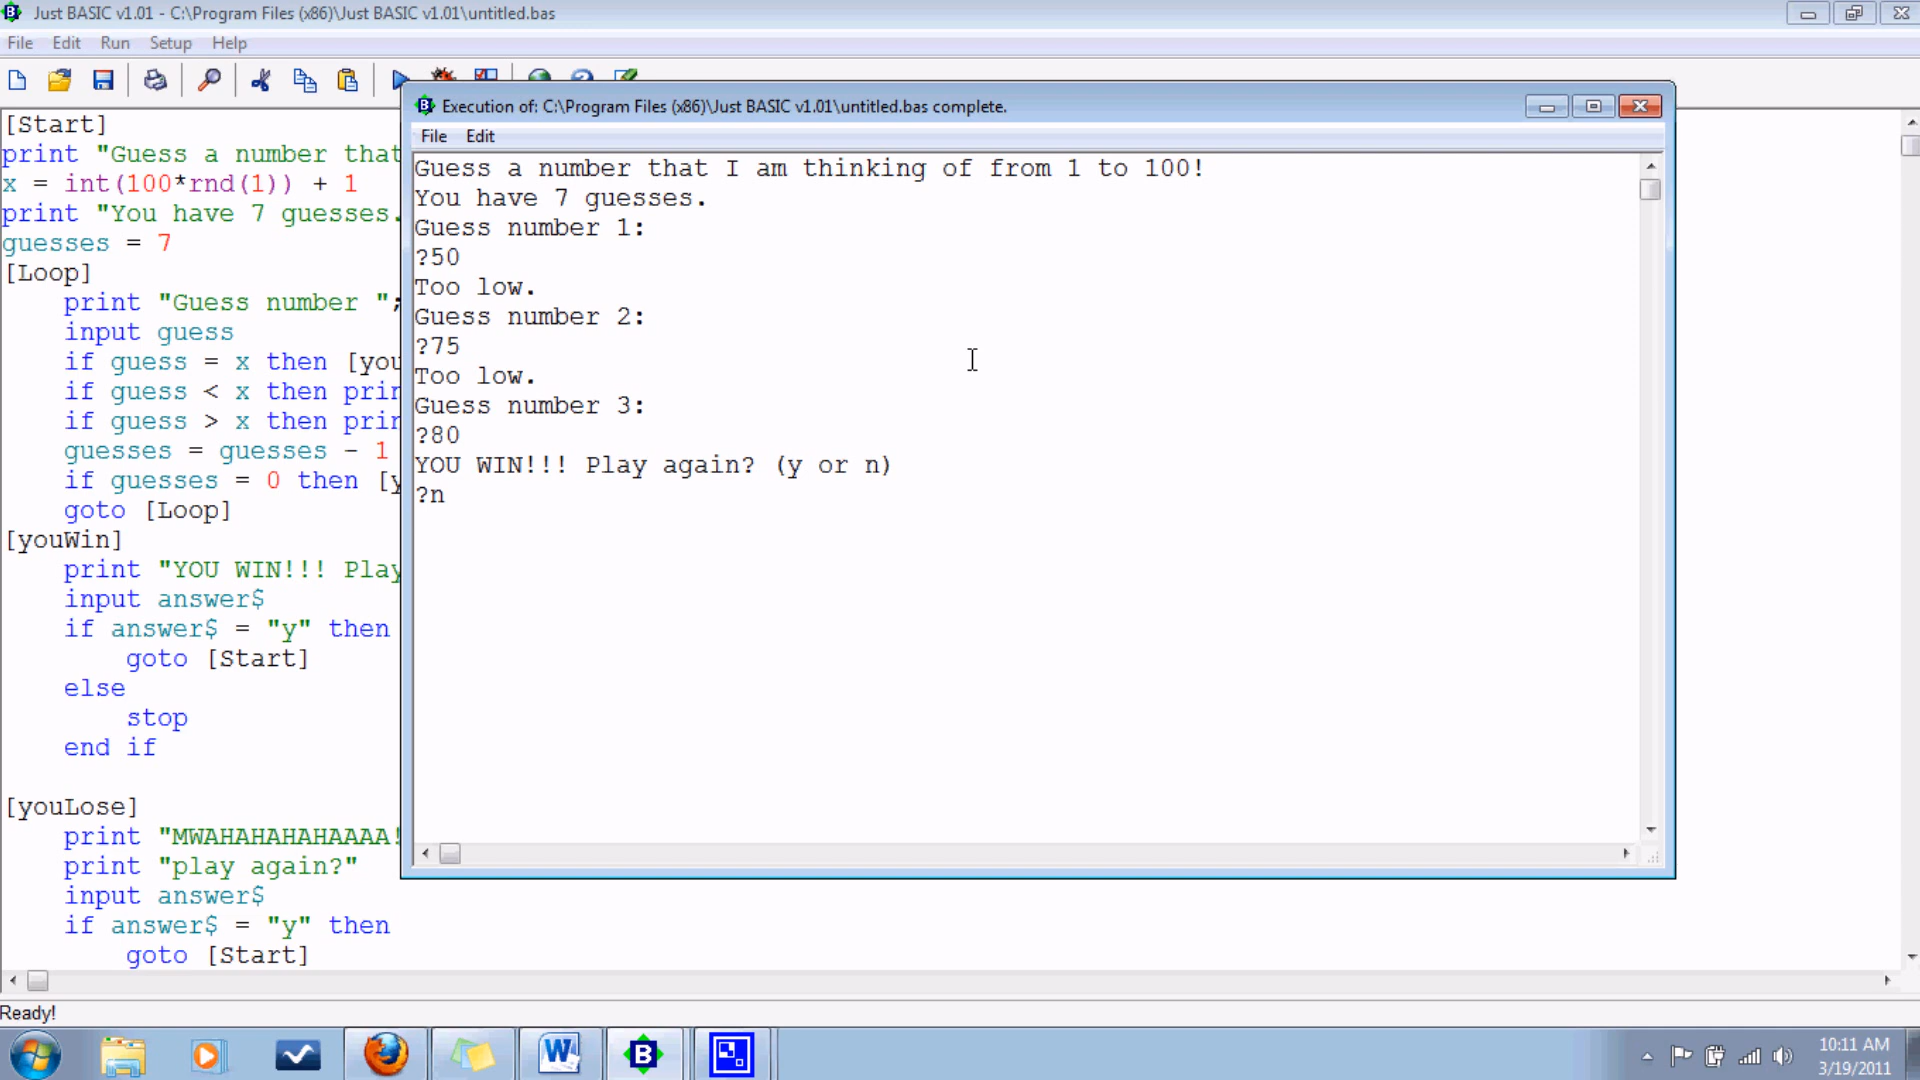 Just BASIC v1.01 - C:\Program Files (x86)\Just BASIC v1.01\untitled.bas
File Edit Run Setup Help
[Start]
print "Guess a number that
x = int(100*rnd(1)) + 1
print "You have 7 guesses.
guesses = 7
[Loop]
print "Guess number ";
input guess
if guess = x then [you
if guess < x then prin
if guess > x then prin
guesses = guesses - 1
if guesses = 0 then [y
goto [Loop]
[youWin]
print "YOU WIN!!! Play
input answer$
if answer$ = "y" then
goto [Start]
else
stop
end if
[youLose]
print "MWAHAHAHAHAAAA!
print "play again?"
input answer$
if answer$ = "y" then
goto [Start]
Ready!
Execution of: C:\Program Files (x86)\Just BASIC v1.01\untitled.bas complete.
File Edit
Guess a number that I am thinking of from 1 to 100!
You have 7 guesses.
Guess number 1:
?50
Too low.
Guess number 2:
?75
Too low.
Guess number 3:
?80
YOU WIN!!! Play again? (y or n)
?n
10:11 AM
3/19/2011